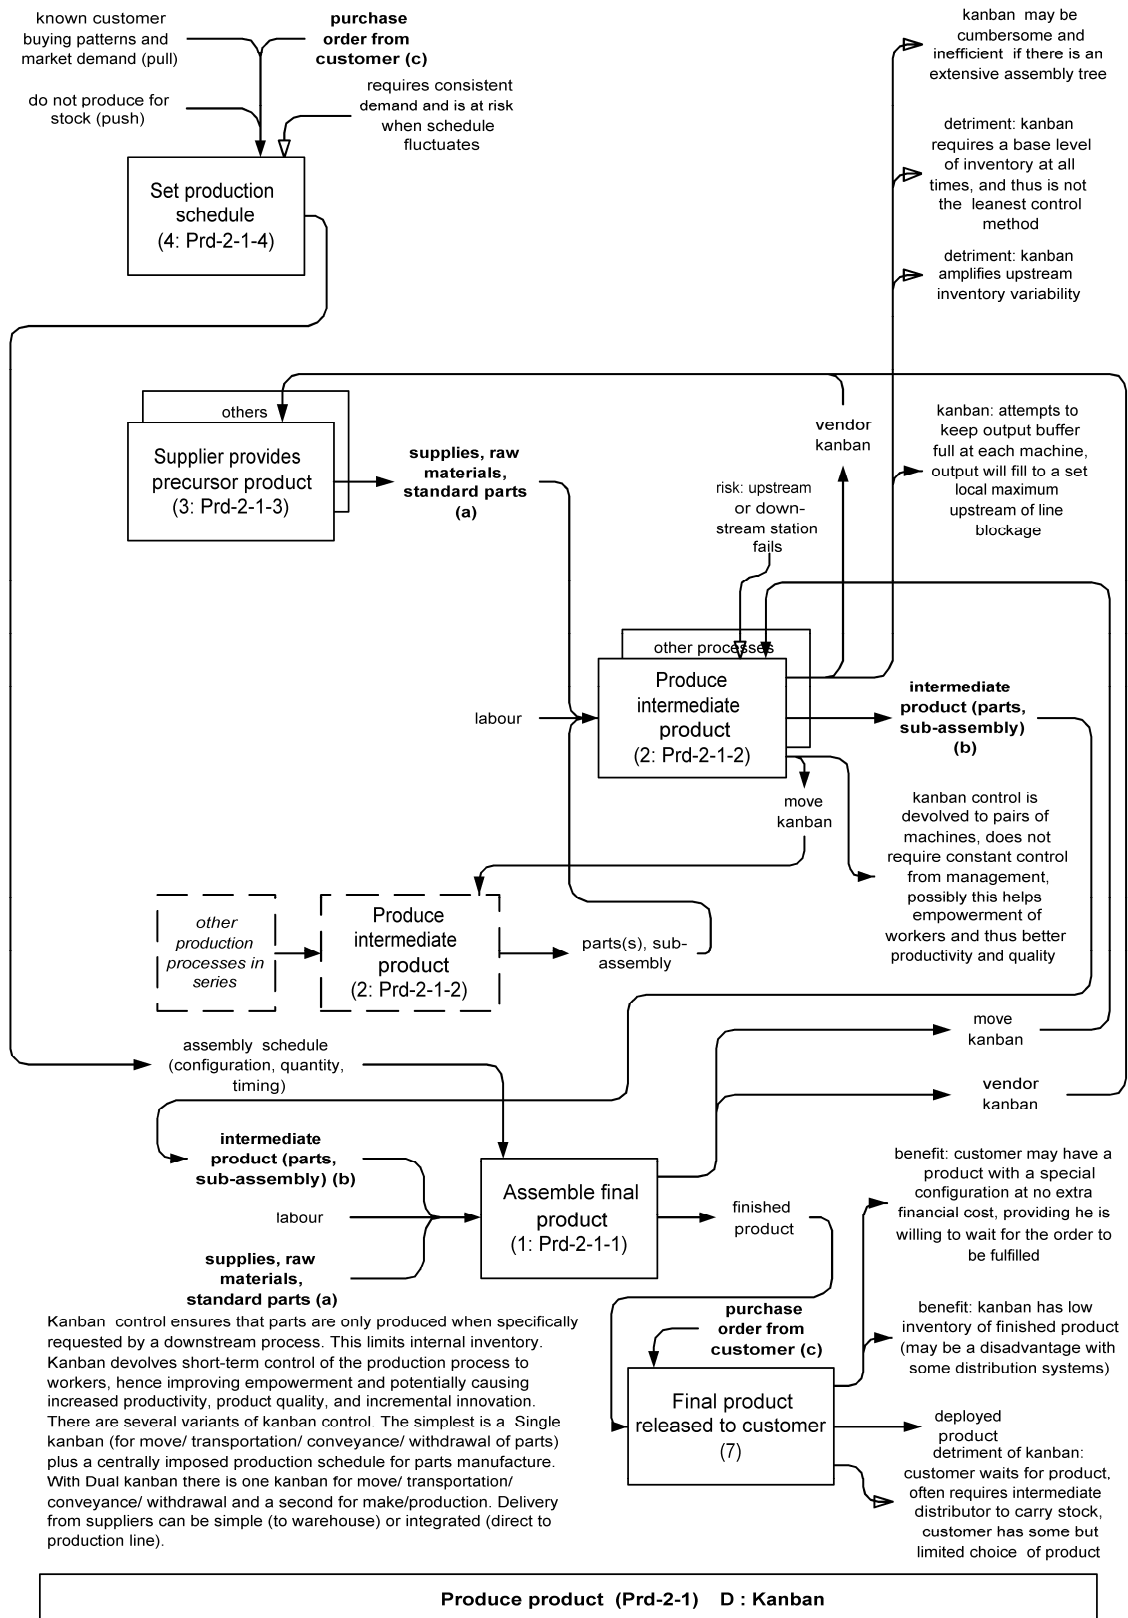 known customer
buying patterns and
market demand (pull)
purchase
order from
customer (c)
do not produce for
stock (push)
requires consistent
demand and is at risk
when schedule
fluctuates
Set production
schedule
(4: Prd-2-1-4)
kanban may be
cumbersome and
inefficient if there is an
extensive assembly tree
detriment: kanban
requires a base level
of inventory at all
times, and thus is not
the leanest control
method
detriment: kanban
amplifies upstream
inventory variability
others
Supplier provides
precursor product
(3: Prd-2-1-3)
supplies, raw
materials,
standard parts
(a)
vendor
kanban
kanban: attempts to
keep output buffer
full at each machine,
output will fill to a set
local maximum
upstream of line
blockage
risk: upstream
or down-
stream station
fails
other processes
Produce
intermediate
product
(2: Prd-2-1-2)
labour
intermediate
product (parts,
sub-assembly)
(b)
move
kanban
kanban control is
devolved to pairs of
machines, does not
require constant control
from management,
possibly this helps
empowerment of
workers and thus better
productivity and quality
other
production
processes in
series
Produce
intermediate
product
(2: Prd-2-1-2)
parts(s), sub-
assembly
move
kanban
assembly schedule
(configuration, quantity,
timing)
vendor
kanban
intermediate
product (parts,
sub-assembly) (b)
labour
supplies, raw
materials,
standard parts (a)
Assemble final
product
(1: Prd-2-1-1)
finished
product
benefit: customer may have a
product with a special
configuration at no extra
financial cost, providing he is
willing to wait for the order to
be fulfilled
benefit: kanban has low
inventory of finished product
(may be a disadvantage with
some distribution systems)
purchase
order from
customer (c)
Final product
released to customer
(7)
deployed
product
detriment of kanban:
customer waits for product,
often requires intermediate
distributor to carry stock,
customer has some but
limited choice of product
Kanban control ensures that parts are only produced when specifically
requested by a downstream process. This limits internal inventory.
Kanban devolves short-term control of the production process to
workers, hence improving empowerment and potentially causing
increased productivity, product quality, and incremental innovation.
There are several variants of kanban control. The simplest is a Single
kanban (for move/ transportation/ conveyance/ withdrawal of parts)
plus a centrally imposed production schedule for parts manufacture.
With Dual kanban there is one kanban for move/ transportation/
conveyance/ withdrawal and a second for make/production. Delivery
from suppliers can be simple (to warehouse) or integrated (direct to
production line).
Produce product (Prd-2-1) D : Kanban